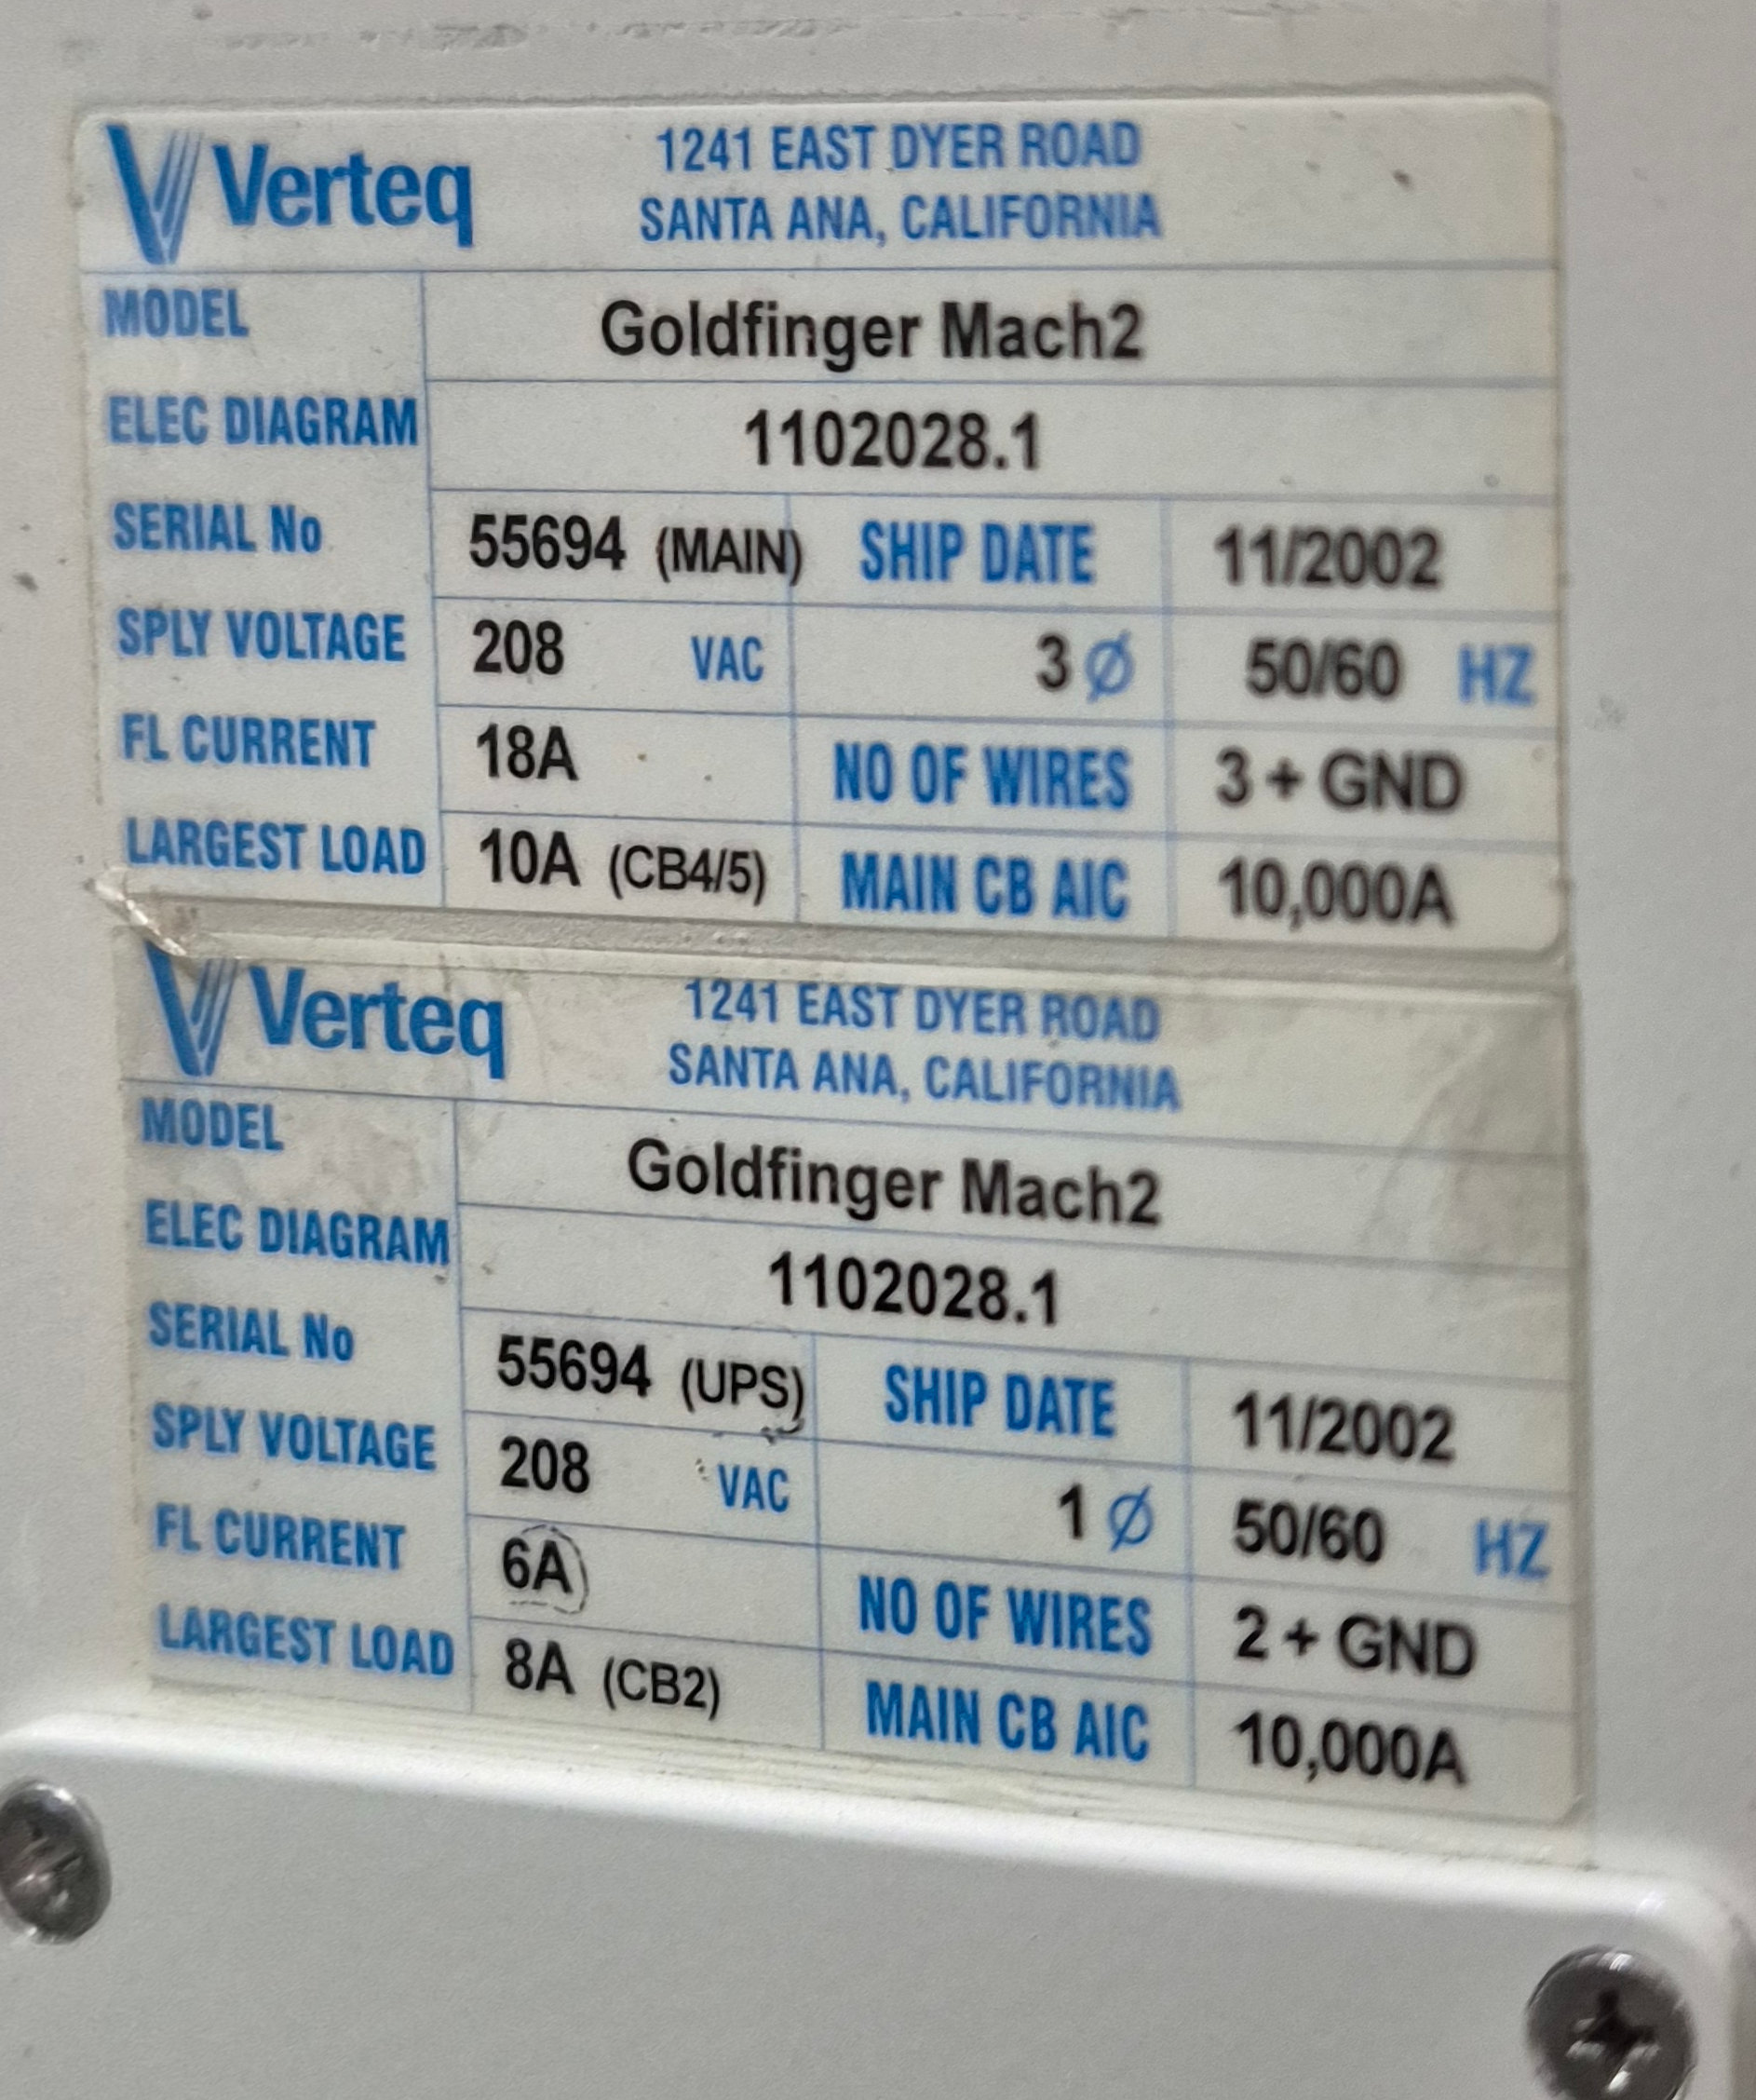 Verteq 1241 EAST DYER ROAD
SANTA ANA, CALIFORNIA
MODEL Goldfinger Mach2
ELEC DIAGRAM 1102028.1
SERIAL No 55694 (MAIN) SHIP DATE 11/2002
SPLY VOLTAGE 208 VAC 3 Ø 50/60 HZ
FL CURRENT 18A NO OF WIRES 3 + GND
LARGEST LOAD 10A (CB4/5) MAIN CB AIC 10,000A
Verteq 1241 EAST DYER ROAD
SANTA ANA, CALIFORNIA
MODEL Goldfinger Mach2
ELEC DIAGRAM 1102028.1
SERIAL No 55694 (UPS) SHIP DATE 11/2002
SPLY VOLTAGE 208 VAC 1 Ø 50/60 HZ
FL CURRENT 6A NO OF WIRES 2 + GND
LARGEST LOAD 8A (CB2) MAIN CB AIC 10,000A